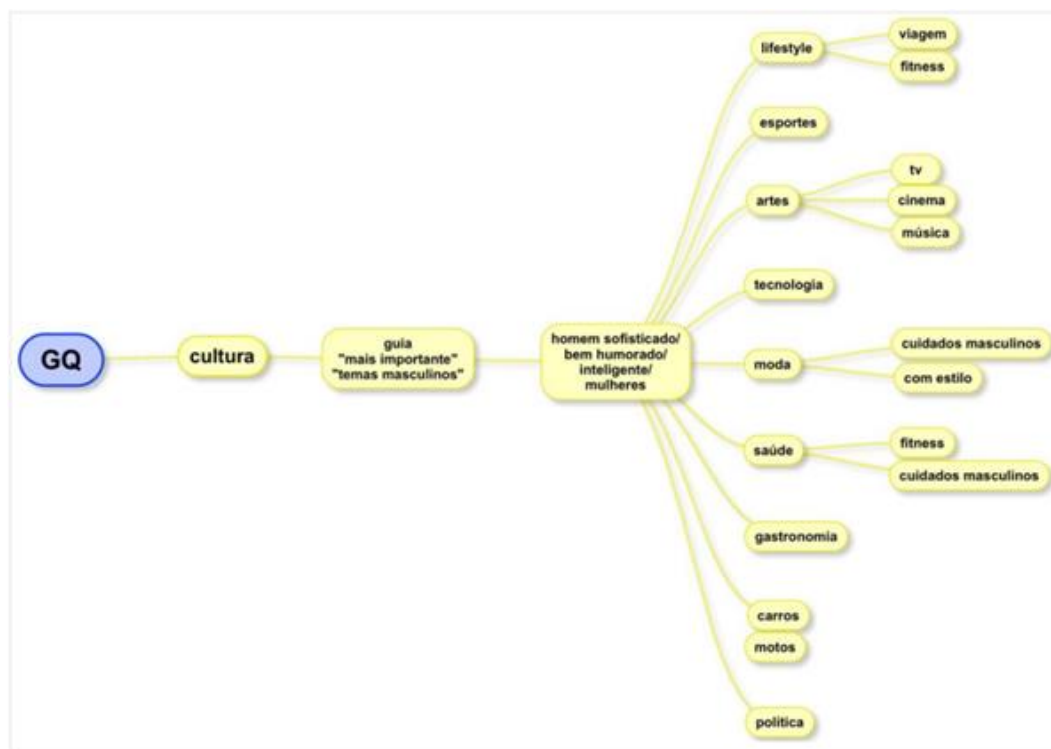 GQ
cultura
guia
"mais importante"
"temas masculinos"
homem sofisticado/
bem humorado/
inteligente/
mulheres
lifestyle
viagem
fitness
esportes
artes
tv
cinema
música
tecnologia
moda
cuidados masculinos
com estilo
saúde
fitness
cuidados masculinos
gastronomia
carros
motos
política